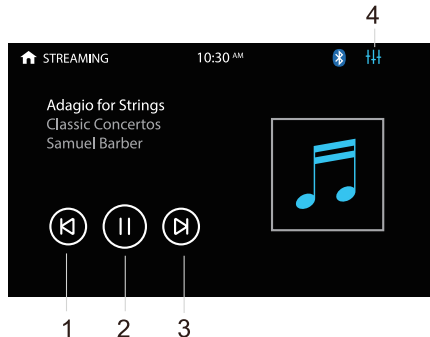 4
STREAMING 10:30 AM
Adagio for Strings
Classic Concertos
Samuel Barber
1 2 3